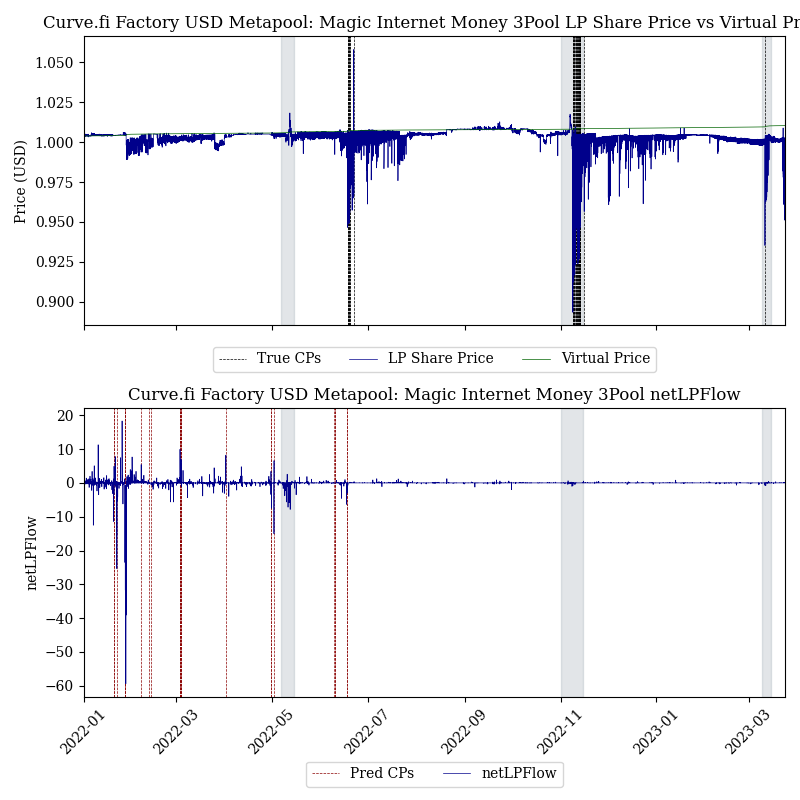 Curve.fi Factory USD Metapool: Magic Internet Money 3Pool LP Share Price vs Virtual Pr
1.050
1.025
1.000
0.975
0.950
0.925
0.900
Price (USD)
True CPs LP Share Price Virtual Price
Curve.fi Factory USD Metapool: Magic Internet Money 3Pool netLPFlow
20
10
0
−10
−20
−30
−40
−50
−60
netLPFlow
2022-01 2022-03 2022-05 2022-07 2022-09 2022-11 2023-01 2023-03
Pred CPs netLPFlow